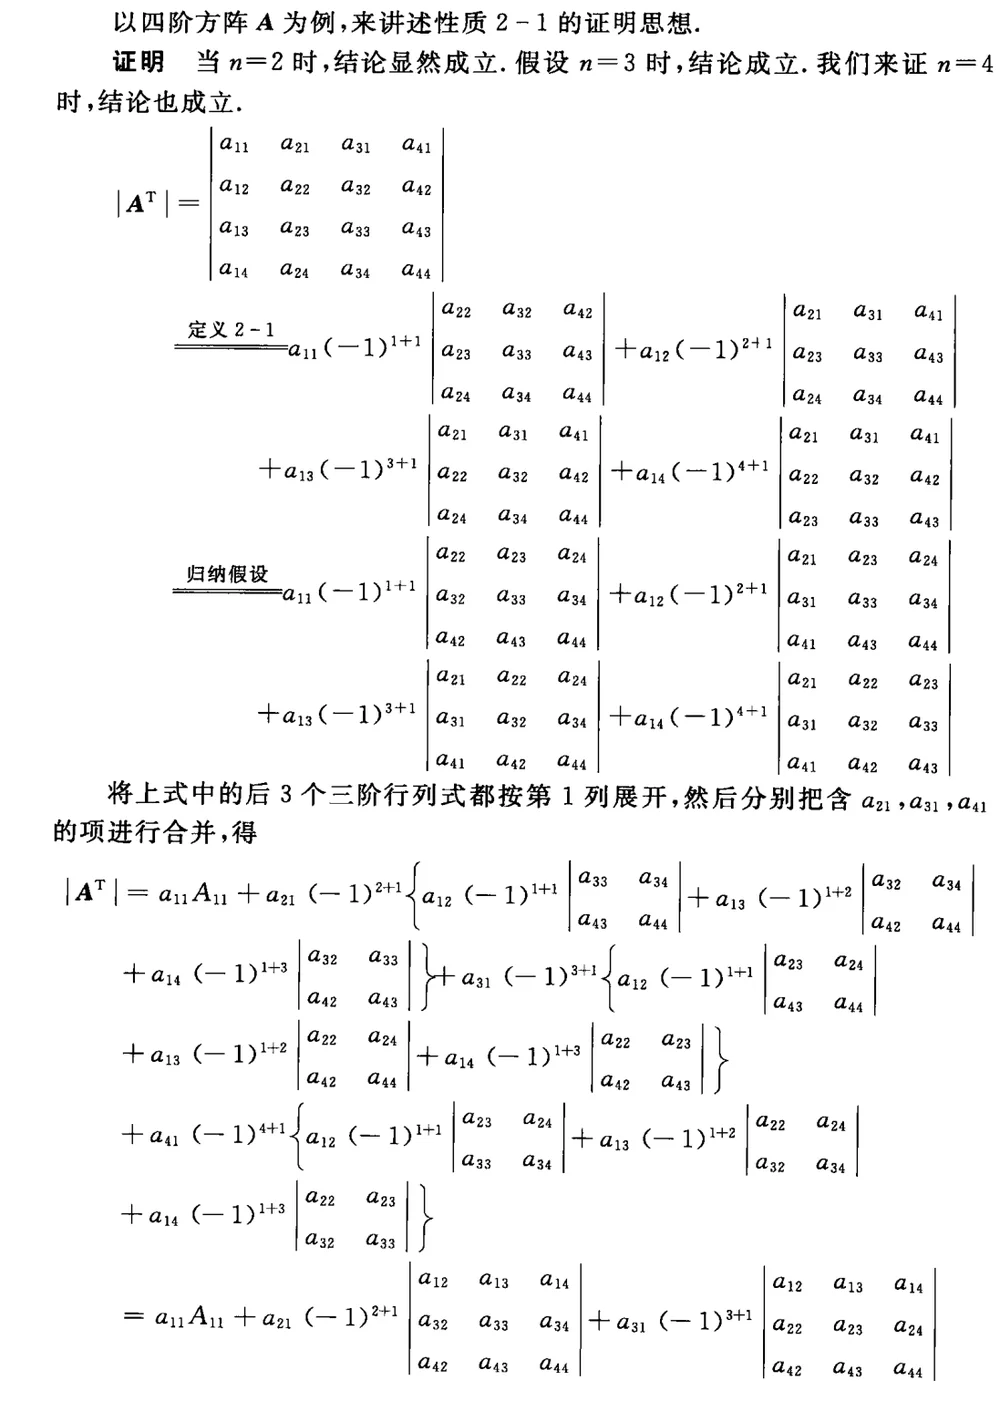 以四阶方阵 A 为例,来讲述性质 2-1 的证明思想.
证明 当 n=2 时,结论显然成立. 假设 n=3 时,结论成立. 我们来证 n=4
时,结论也成立.
|A^T| = | a11 a21 a31 a41 |
| a12 a22 a32 a42 |
| a13 a23 a33 a43 |
| a14 a24 a34 a44 |
定义 2-1
a11(-1)^{1+1} | a22 a32 a42 | +a12(-1)^{2+1} | a21 a31 a41 |
| a23 a33 a43 | | a23 a33 a43 |
| a24 a34 a44 | | a24 a34 a44 |
+a13(-1)^{3+1} | a21 a31 a41 | +a14(-1)^{4+1} | a21 a31 a41 |
| a22 a32 a42 | | a22 a32 a42 |
| a24 a34 a44 | | a23 a33 a43 |
归纳假设
a11(-1)^{1+1} | a22 a23 a24 | +a12(-1)^{2+1} | a21 a23 a24 |
| a32 a33 a34 | | a31 a33 a34 |
| a42 a43 a44 | | a41 a43 a44 |
+a13(-1)^{3+1} | a21 a22 a24 | +a14(-1)^{4+1} | a21 a22 a23 |
| a31 a32 a34 | | a31 a32 a33 |
| a41 a42 a44 | | a41 a42 a43 |
将上式中的后 3 个三阶行列式都按第 1 列展开,然后分别把含 a21,a31,a41
的项进行合并,得
|A^T| = a11A11 + a21 (-1)^{2+1} { a12 (-1)^{1+1} | a33 a34 | + a13 (-1)^{1+2} | a32 a34 |
| a43 a44 | | a42 a44 |
+ a14 (-1)^{1+3} | a32 a33 | } + a31 (-1)^{3+1} { a12 (-1)^{1+1} | a23 a24 |
| a42 a43 | | a43 a44 |
+ a13 (-1)^{1+2} | a22 a24 | + a14 (-1)^{1+3} | a22 a23 | }
| a42 a44 | | a42 a43 |
+ a41 (-1)^{4+1} { a12 (-1)^{1+1} | a23 a24 | + a13 (-1)^{1+2} | a22 a24 |
| a33 a34 | | a32 a34 |
+ a14 (-1)^{1+3} | a22 a23 | }
| a32 a33 |
= a11A11 + a21 (-1)^{2+1} | a12 a13 a14 | + a31 (-1)^{3+1} | a12 a13 a14 |
| a32 a33 a34 | | a22 a23 a24 |
| a42 a43 a44 | | a42 a43 a44 |